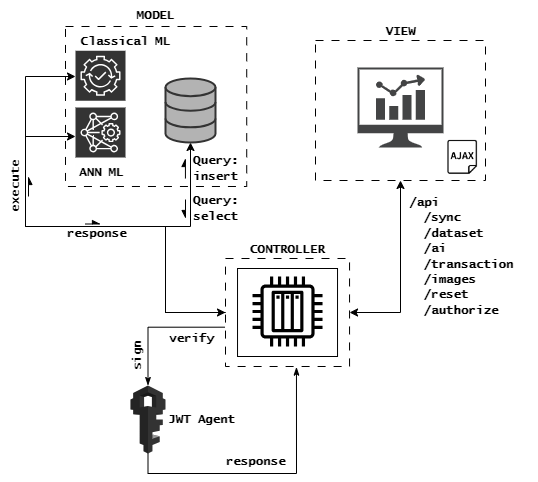 MODEL
Classical ML
ANN ML
Query:
insert
Query:
select
execute
response
VIEW
AJAX
/api
/sync
/dataset
/ai
/transaction
/images
/reset
/authorize
CONTROLLER
verify
sign
JWT Agent
response